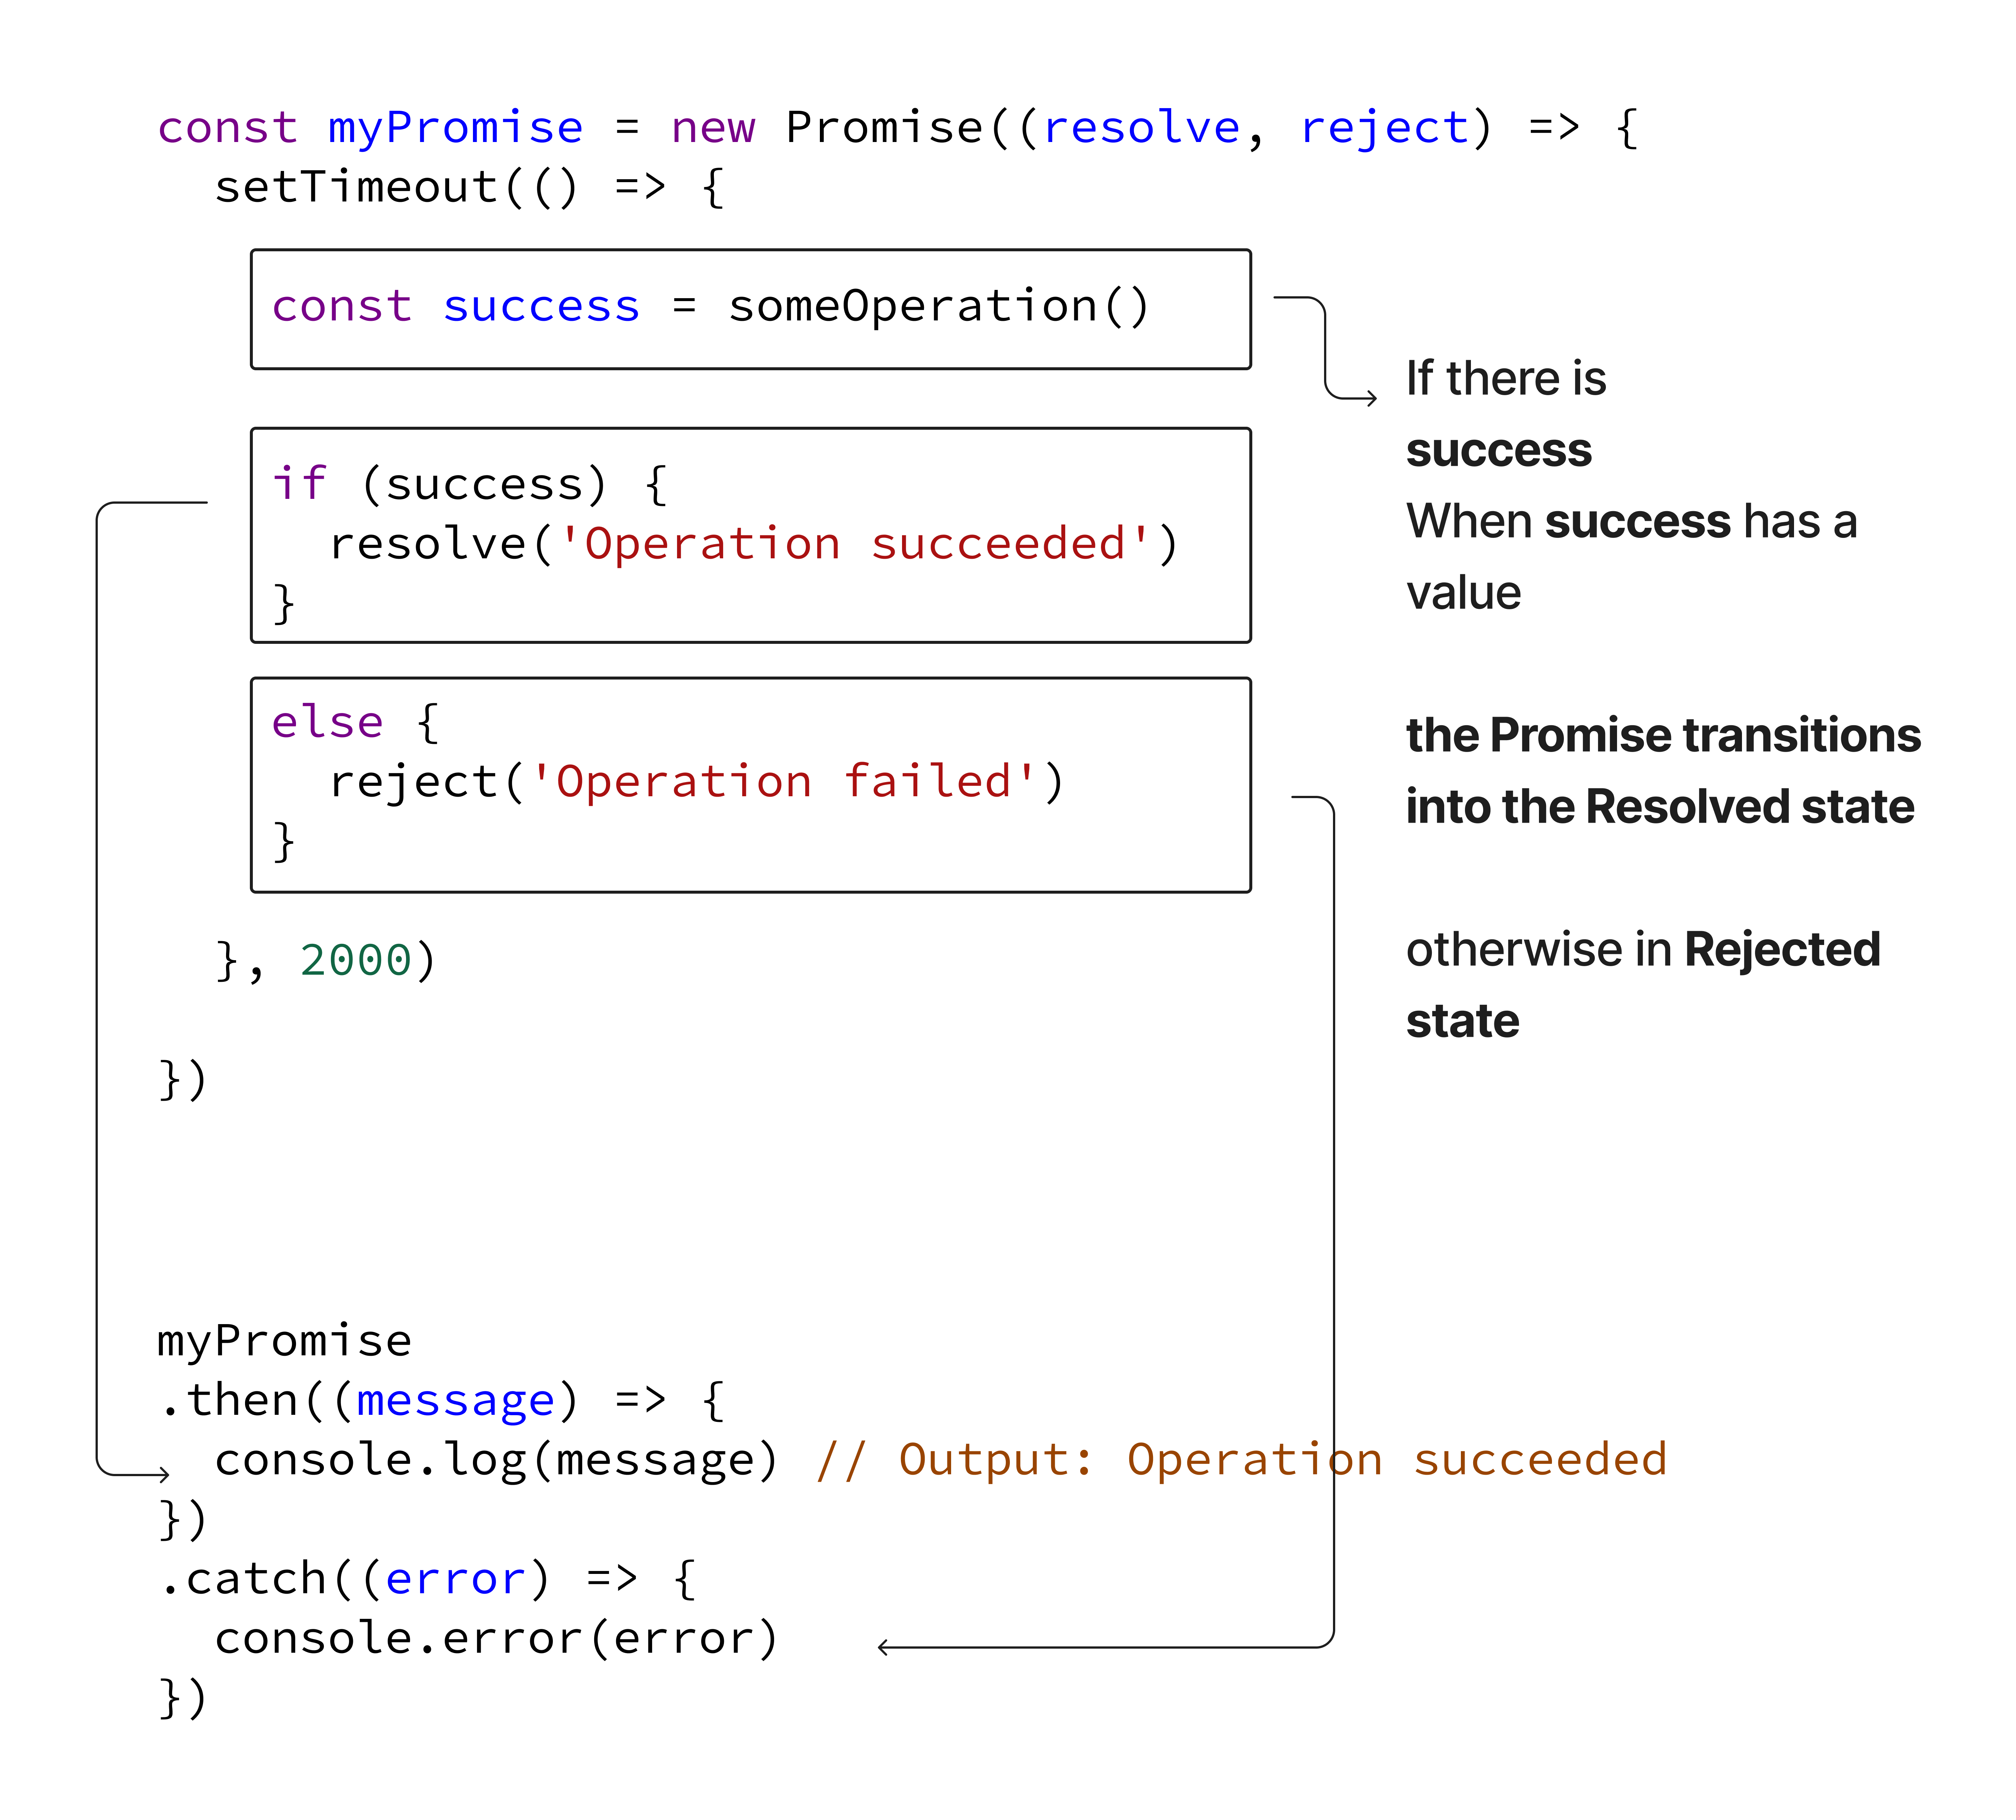 const myPromise = new Promise((resolve, reject) => {
  setTimeout(() => {
    const success = someOperation()
    if (success) {
      resolve('Operation succeeded')
    }
    else {
      reject('Operation failed')
    }
  }, 2000)
})
If there is
success
When success has a
value
the Promise transitions
into the Resolved state
otherwise in Rejected
state
myPromise
.then((message) => {
  console.log(message) // Output: Operation succeeded
})
.catch((error) => {
  console.error(error)
})